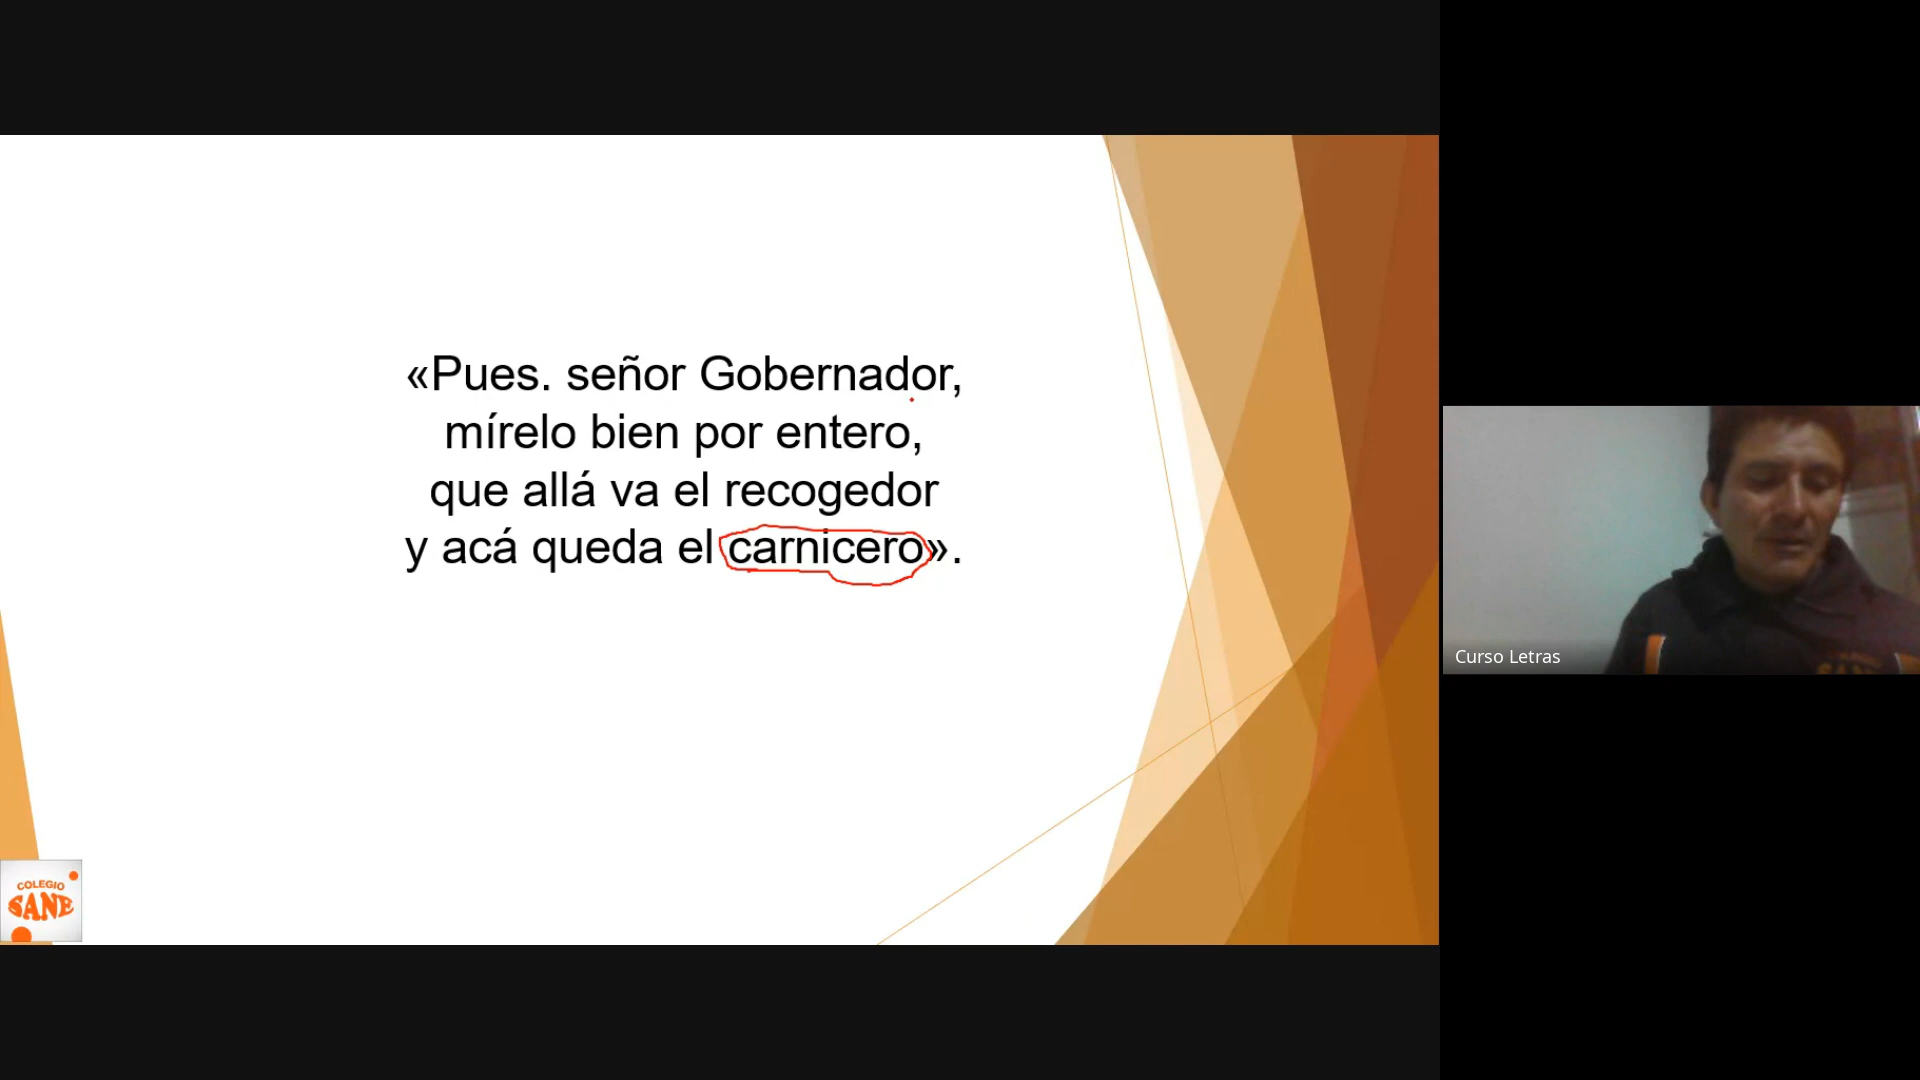 «Pues. señor Gobernador,
mírelo bien por entero,
que allá va el recogedor
y acá queda el carnicero».
Curso Letras
COLEGIO
SANE